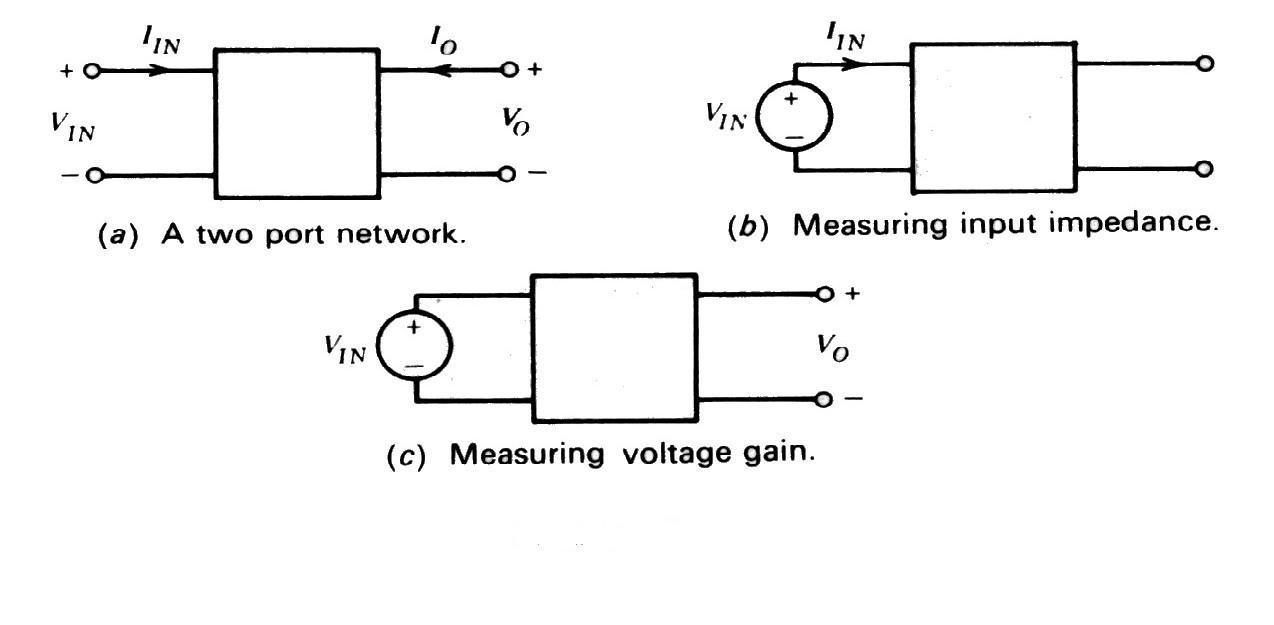 I_IN I_O
+ +
V_IN V_O
− −
(a) A two port network.
I_IN
V_IN + −
(b) Measuring input impedance.
V_IN + − + V_O −
(c) Measuring voltage gain.